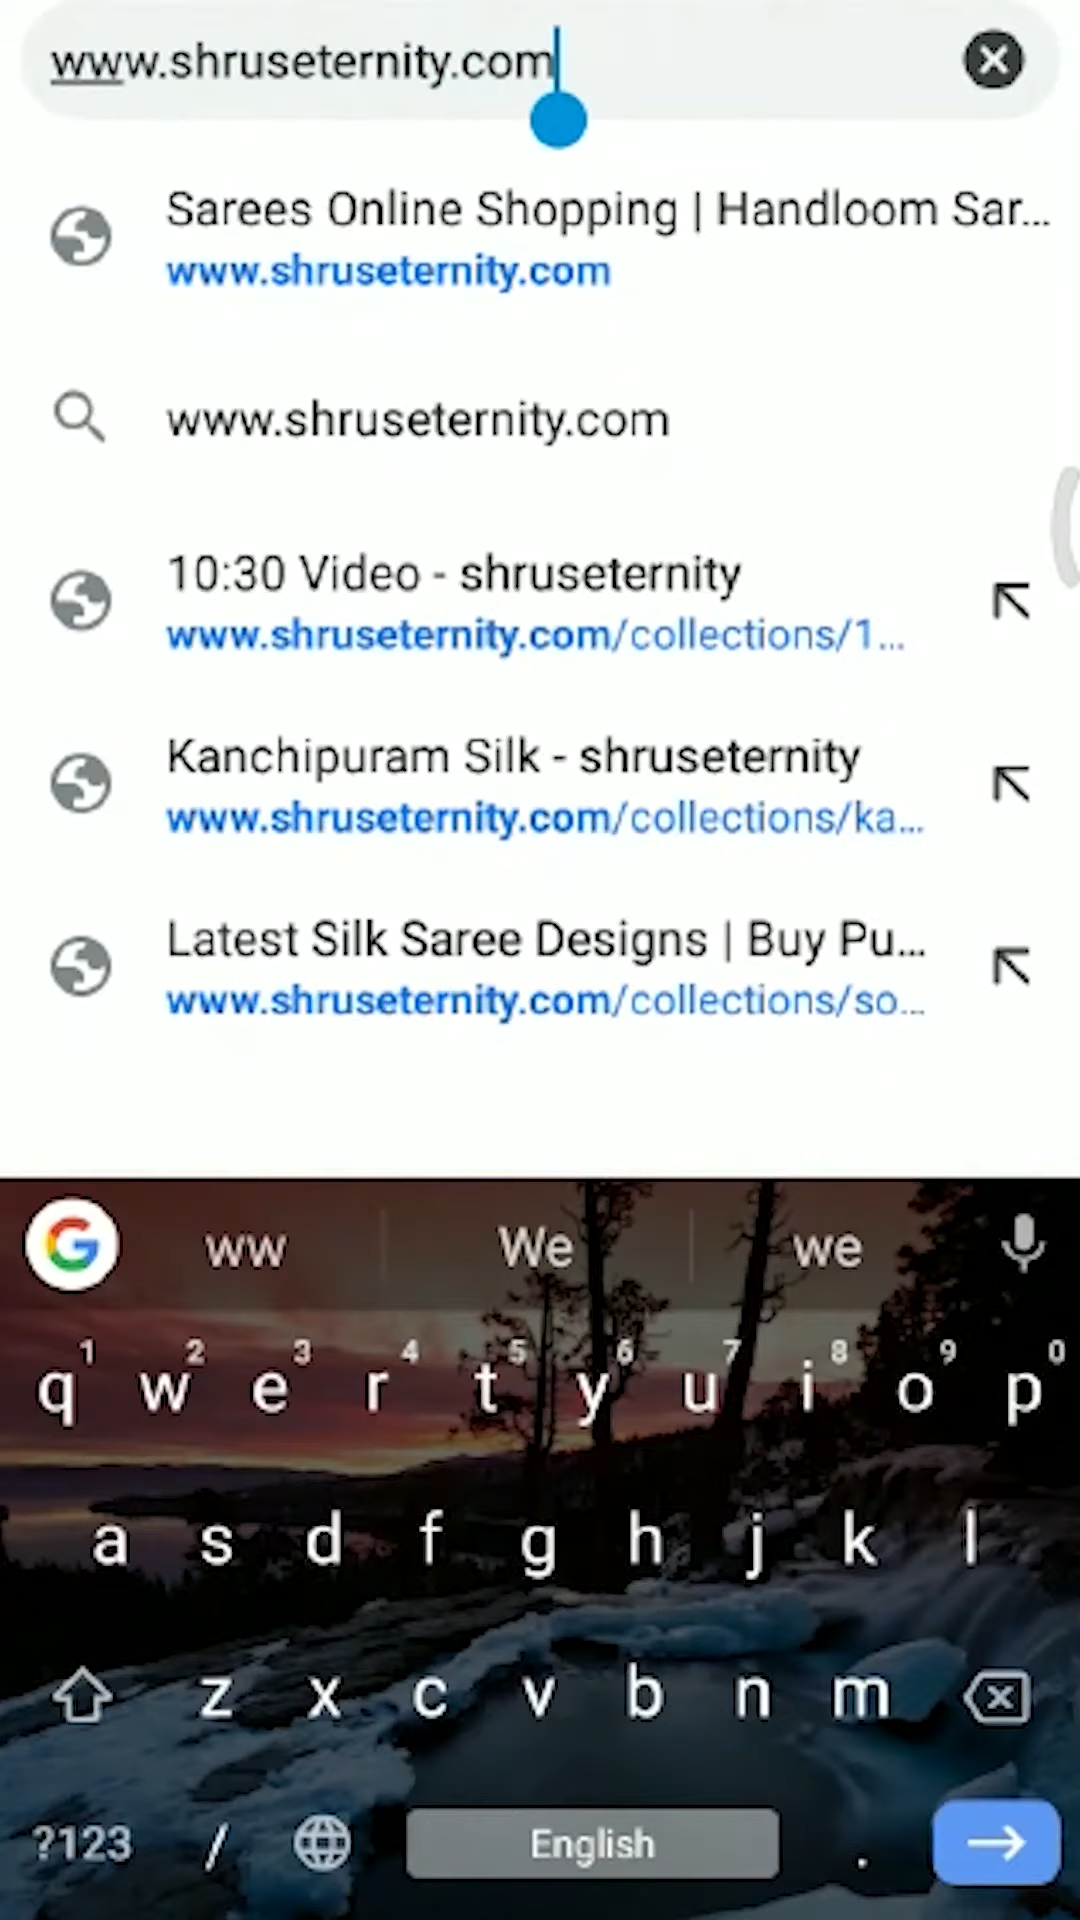 www.shruseternity.com
Sarees Online Shopping | Handloom Sar...
www.shruseternity.com
www.shruseternity.com
10:30 Video - shruseternity
www.shruseternity.com/collections/1...
Kanchipuram Silk - shruseternity
www.shruseternity.com/collections/ka...
Latest Silk Saree Designs | Buy Pu...
www.shruseternity.com/collections/so...
G ww We we
1 2 3 4 5 6 7 8 9 0
q w e r t y u i o p
a s d f g h j k l
z x c v b n m
?123 / English .